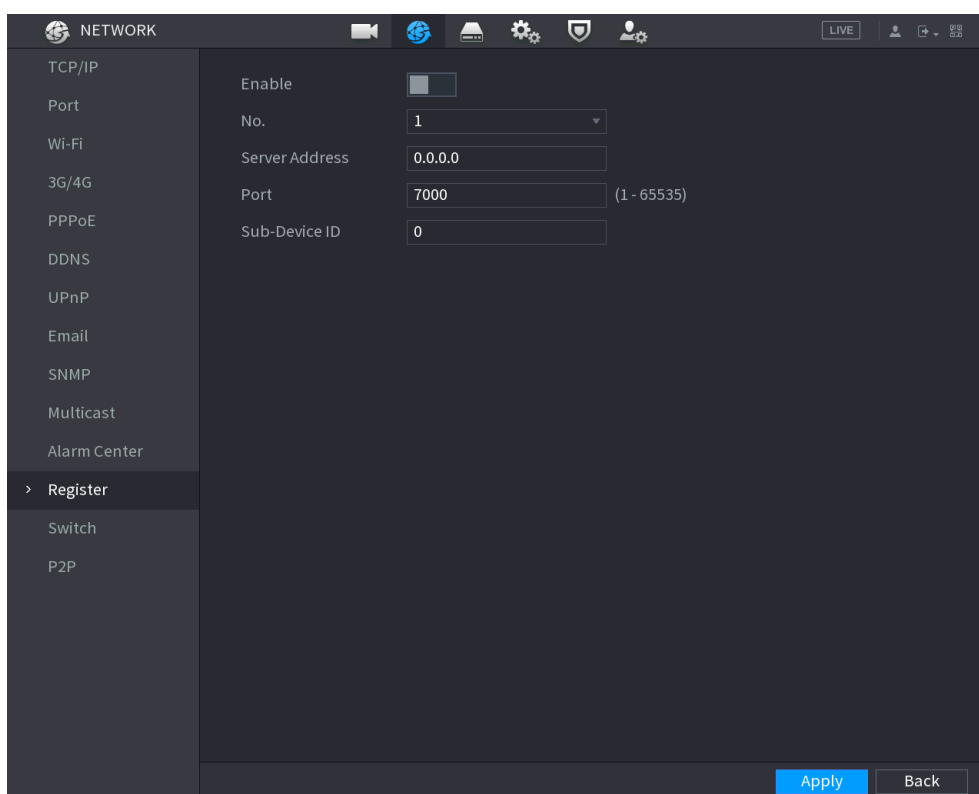 NETWORK
LIVE
TCP/IP
Port
Wi-Fi
3G/4G
PPPoE
DDNS
UPnP
Email
SNMP
Multicast
Alarm Center
Register
Switch
P2P
Enable
No. 1
Server Address 0.0.0.0
Port 7000 (1 - 65535)
Sub-Device ID 0
Apply Back